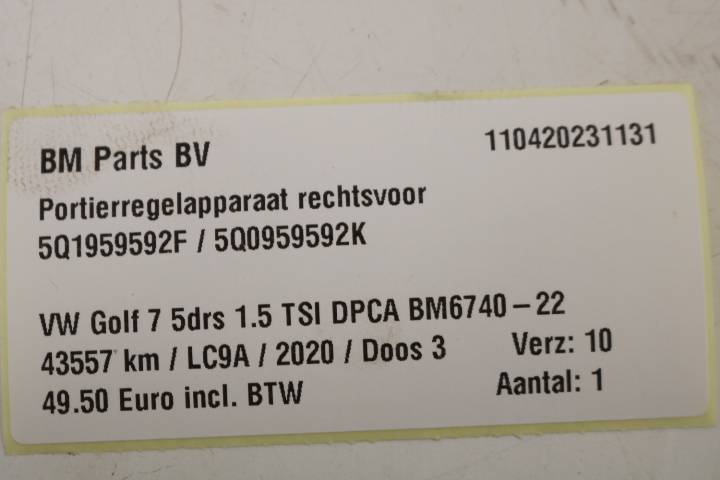 BM Parts BV 110420231131
Portierregelapparaat rechtsvoor
5Q1959592F / 5Q0959592K
VW Golf 7 5drs 1.5 TSI DPCA BM6740 – 22
43557 km / LC9A / 2020 / Doos 3 Verz: 10
49.50 Euro incl. BTW Aantal: 1